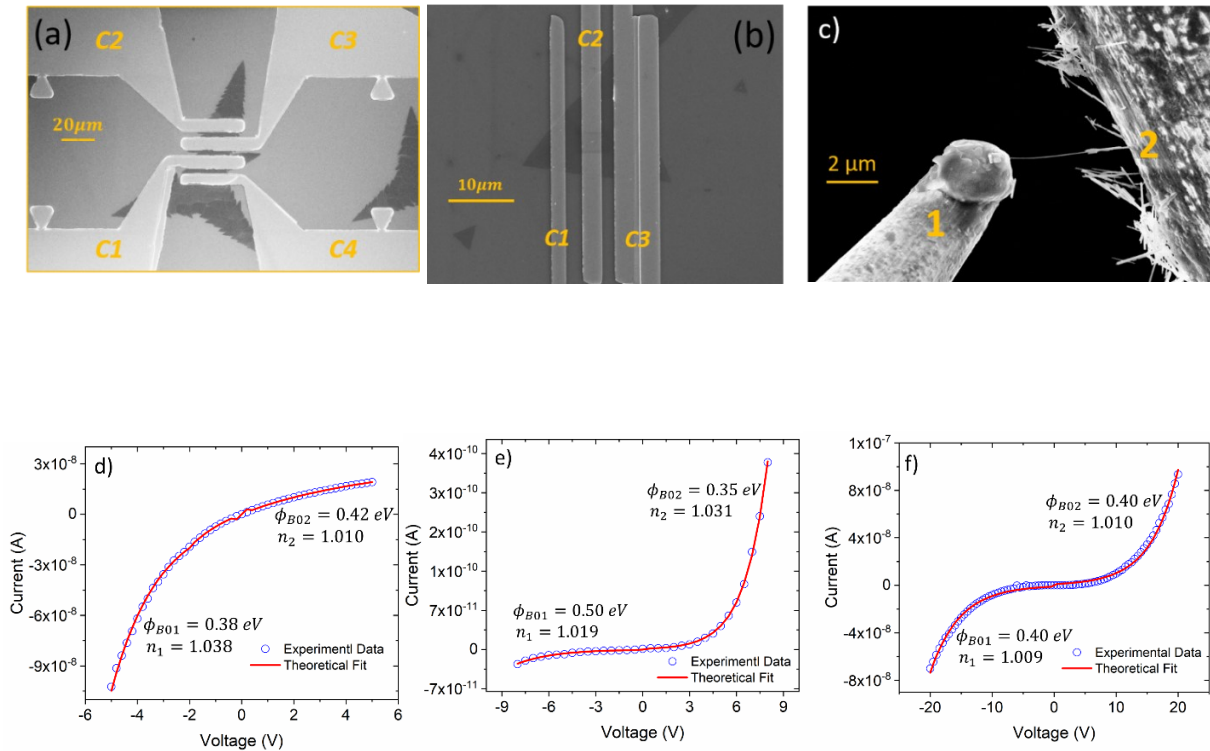 (a)
C2
C3
20μm
C1
C4
(b)
C2
10μm
C1
C3
c)
2 μm
2
1
d)
3x10-8
0
-3x10-8
-6x10-8
-9x10-8
Current (A)
ϕB02 = 0.42 eV
n2 = 1.010
ϕB01 = 0.38 eV
n1 = 1.038
Experimentl Data
Theoretical Fit
-6 -4 -2 0 2 4 6
Voltage (V)
e)
4x10-10
3x10-10
2x10-10
1x10-10
7x10-11
0
-7x10-11
Current (A)
ϕB02 = 0.35 eV
n2 = 1.031
ϕB01 = 0.50 eV
n1 = 1.019
Experimentl Data
Theoretical Fit
-9 -6 -3 0 3 6 9
Voltage (V)
f)
1x10-7
8x10-8
4x10-8
0
-4x10-8
-8x10-8
Current (A)
ϕB02 = 0.40 eV
n2 = 1.010
ϕB01 = 0.40 eV
n1 = 1.009
Experimentl Data
Theoretical Fit
-20 -10 0 10 20
Voltage (V)